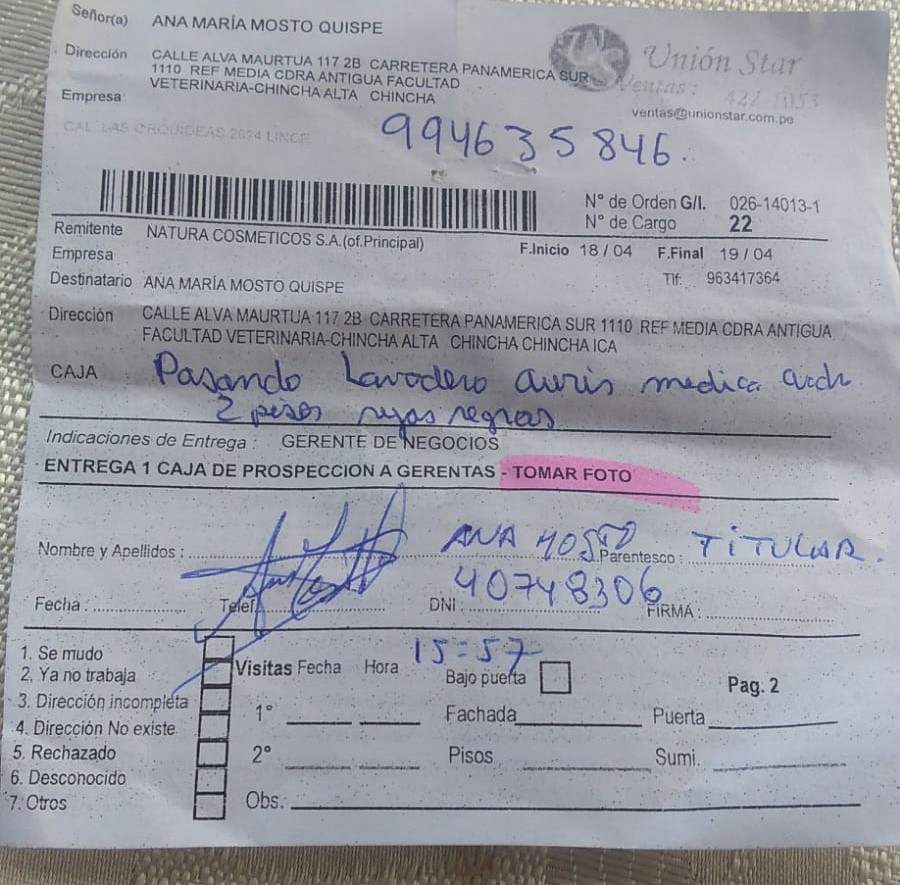 Señor(a) ANA MARÍA MOSTO QUISPE
Unión Star
Dirección CALLE ALVA MAURTUA 117 2B CARRETERA PANAMERICA SUR
1110 REF MEDIA CDRA ANTIGUA FACULTAD
VETERINARIA-CHINCHA ALTA CHINCHA
Ventas: 422-1053
ventas@unionstar.com.pe
Empresa
CAL LAS ORQUIDEAS 2624 LINCE
994635846.
Nº de Orden G/I. 026-14013-1
Nº de Cargo 22
Remitente NATURA COSMETICOS S.A.(of.Principal)
Empresa F.Inicio 18 / 04 F.Final 19 / 04
Tlf: 963417364
Destinatario ANA MARÍA MOSTO QUISPE
Dirección CALLE ALVA MAURTUA 117 2B CARRETERA PANAMERICA SUR 1110 REF MEDIA CDRA ANTIGUA
FACULTAD VETERINARIA-CHINCHA ALTA CHINCHA CHINCHA ICA
CAJA Pasando Lavadero auris medica
2 pisos rejas negras
Indicaciones de Entrega : GERENTE DE NEGOCIOS
ENTREGA 1 CAJA DE PROSPECCION A GERENTAS - TOMAR FOTO
Nombre y Apellidos : ANA MOSTO Parentesco : TITULAR.
Fecha : Telef. DNI : 40748306 FIRMA :
1. Se mudo
2. Ya no trabaja
3. Dirección incompleta
4. Dirección No existe
5. Rechazado
6. Desconocido
7. Otros
Visitas Fecha Hora 15:57
Bajo puerta
Pag. 2
1° Fachada Puerta
2° Pisos Sumi.
Obs.